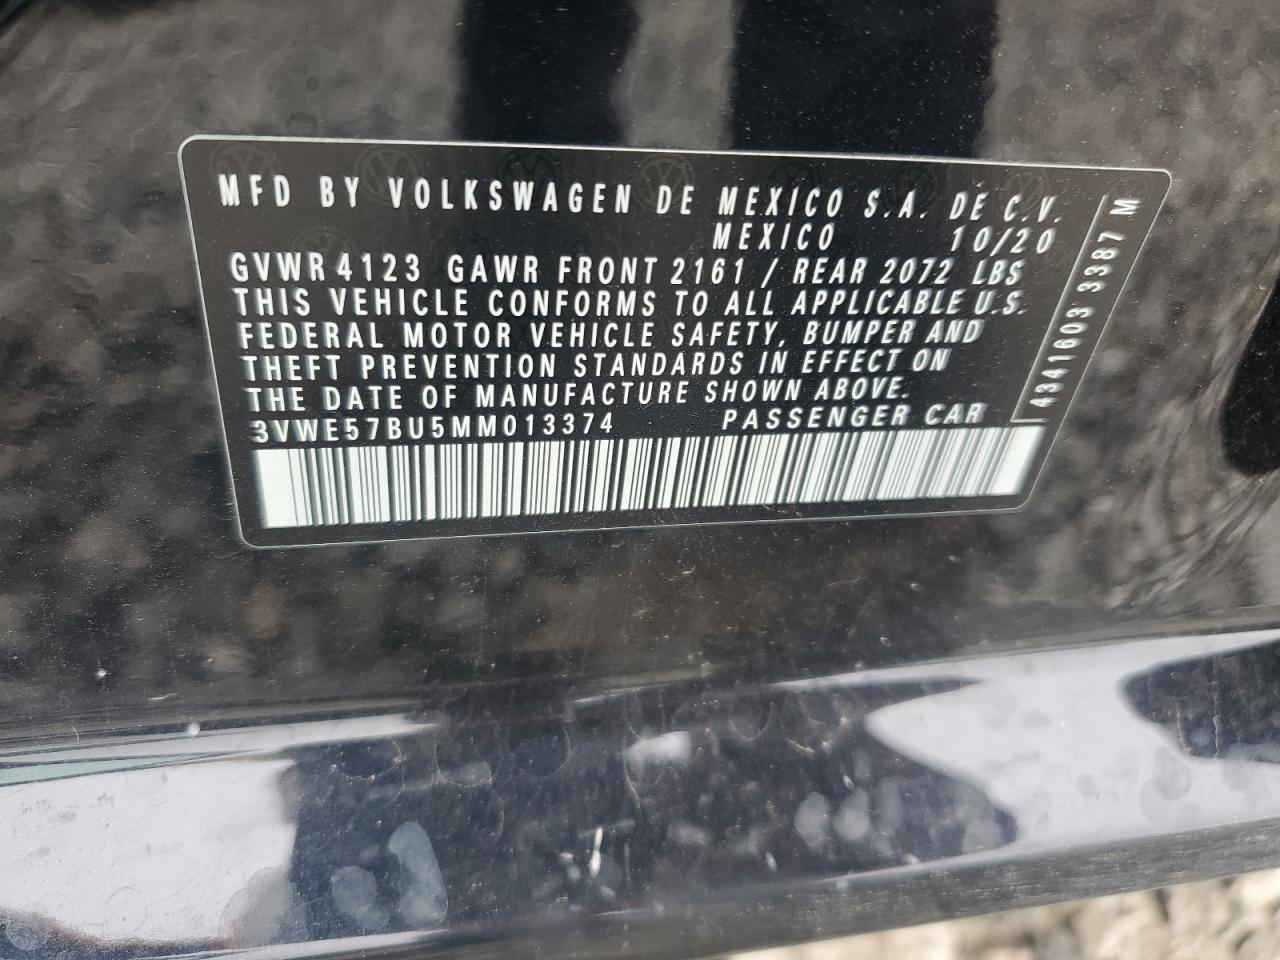 MFD BY VOLKSWAGEN DE MEXICO S.A. DE C.V.
MEXICO 10/20
GVWR 4123 GAWR FRONT 2161 / REAR 2072 LBS
THIS VEHICLE CONFORMS TO ALL APPLICABLE U.S.
FEDERAL MOTOR VEHICLE SAFETY, BUMPER AND
THEFT PREVENTION STANDARDS IN EFFECT ON
THE DATE OF MANUFACTURE SHOWN ABOVE.
3VWE57BU5MM013374 PASSENGER CAR
4341603 3387 M